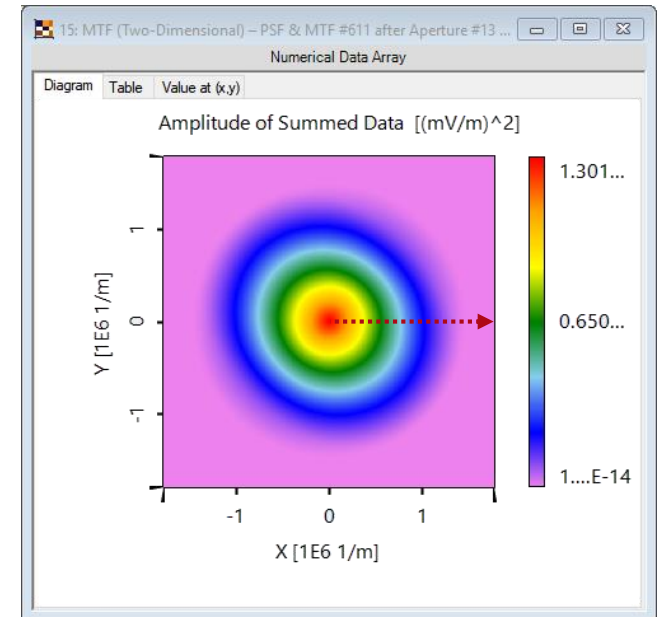 15: MTF (Two-Dimensional) – PSF & MTF #611 after Aperture #13 ...
Numerical Data Array
Diagram Table Value at (x,y)
Amplitude of Summed Data [(mV/m)^2]
1.301...
0.650...
1....E-14
Y [1E6 1/m]
1
0
-1
-1 0 1
X [1E6 1/m]